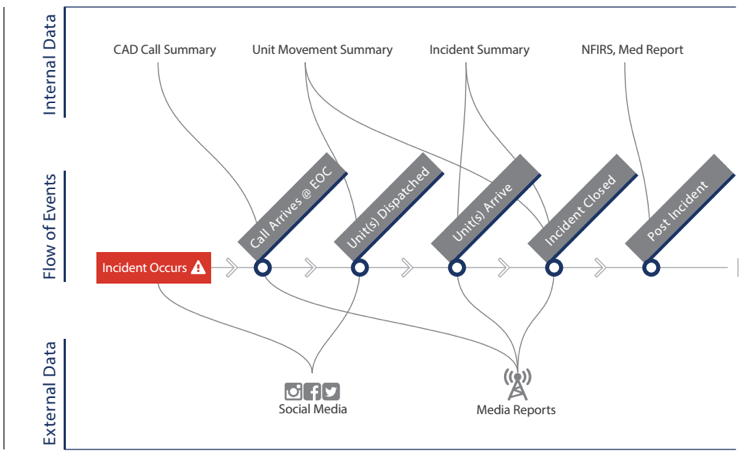 Internal Data
CAD Call Summary
Unit Movement Summary
Incident Summary
NFIRS, Med Report
Flow of Events
Incident Occurs
Call Arrives @ EOC
Unit(s) Dispatched
Unit(s) Arrive
Incident Closed
Post Incident
External Data
Social Media
Media Reports